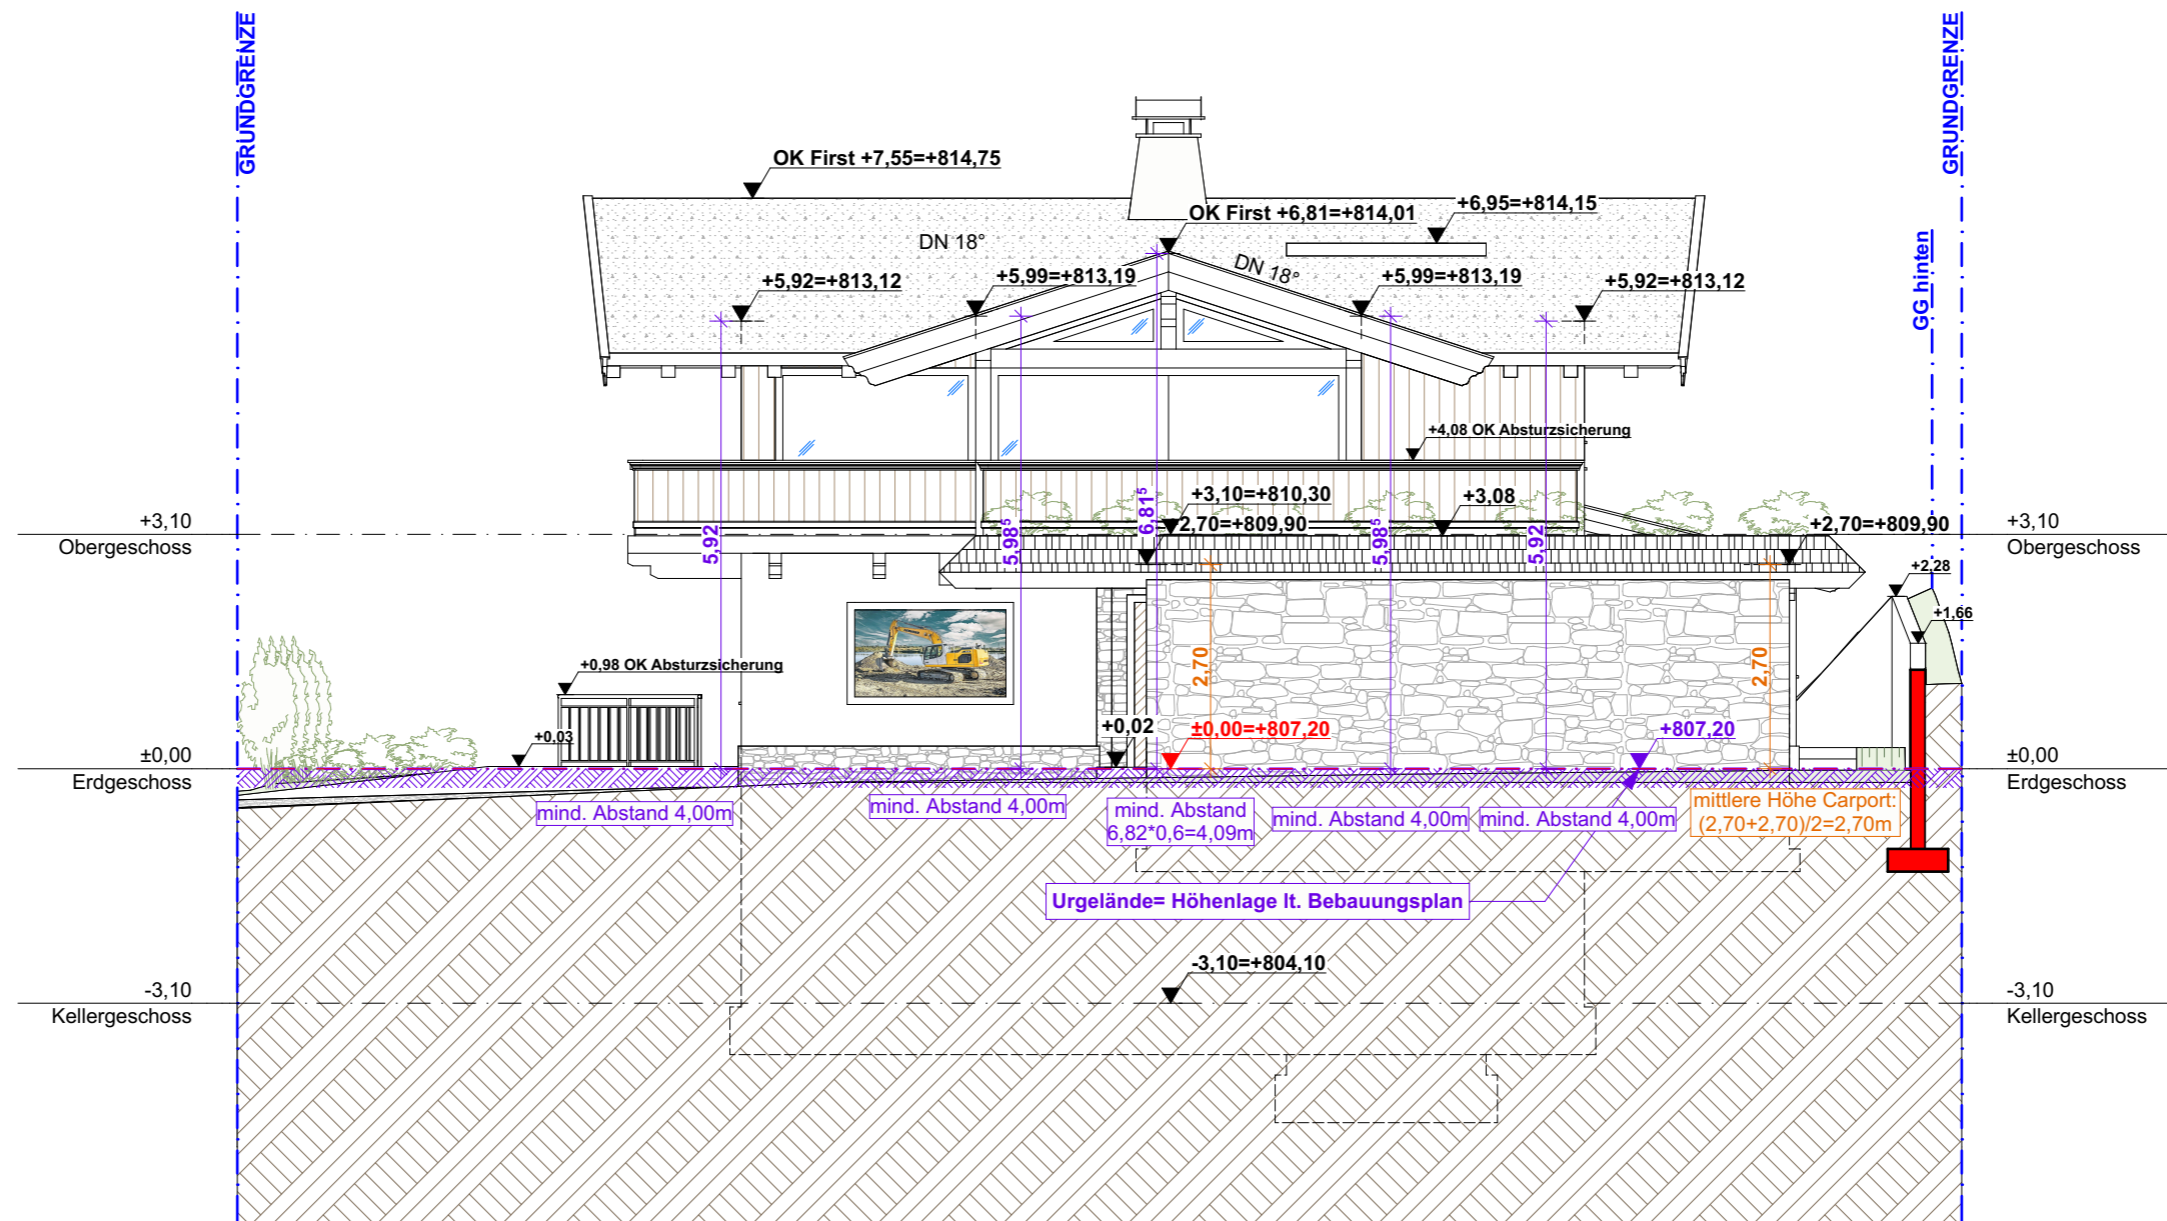 GRUNDGRENZE
GRUNDGRENZE
OK First +7,55=+814,75
OK First +6,81=+814,01
+6,95=+814,15
DN 18°
DN 18°
GG hinten
+5,92=+813,12
+5,99=+813,19
+5,99=+813,19
+5,92=+813,12
+4,08 OK Absturzsicherung
+3,10
Obergeschoss
5,92
5,98⁵
6,81⁵
+3,10=+810,30
2,70=+809,90
+3,08
5,98⁵
5,92
+2,70=+809,90
+3,10
Obergeschoss
+2,28
+1,66
+0,98 OK Absturzsicherung
2,70
2,70
+0,03
+0,02
±0,00=+807,20
+807,20
±0,00
Erdgeschoss
±0,00
Erdgeschoss
mind. Abstand 4,00m
mind. Abstand 4,00m
mind. Abstand
6,82*0,6=4,09m
mind. Abstand 4,00m
mind. Abstand 4,00m
mittlere Höhe Carport:
(2,70+2,70)/2=2,70m
Urgelände= Höhenlage lt. Bebauungsplan
-3,10=+804,10
-3,10
Kellergeschoss
-3,10
Kellergeschoss